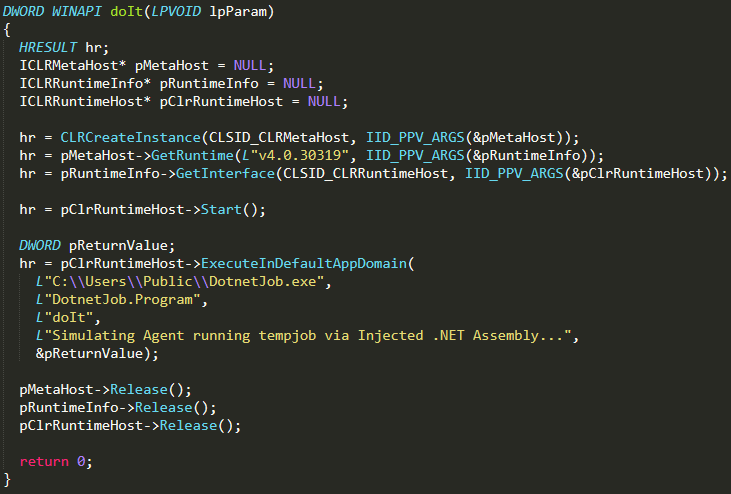 DWORD WINAPI doIt(LPVOID lpParam)
{
  HRESULT hr;
  ICLRMetaHost* pMetaHost = NULL;
  ICLRRuntimeInfo* pRuntimeInfo = NULL;
  ICLRRuntimeHost* pClrRuntimeHost = NULL;

  hr = CLRCreateInstance(CLSID_CLRMetaHost, IID_PPV_ARGS(&pMetaHost));
  hr = pMetaHost->GetRuntime(L"v4.0.30319", IID_PPV_ARGS(&pRuntimeInfo));
  hr = pRuntimeInfo->GetInterface(CLSID_CLRRuntimeHost, IID_PPV_ARGS(&pClrRuntimeHost));

  hr = pClrRuntimeHost->Start();

  DWORD pReturnValue;
  hr = pClrRuntimeHost->ExecuteInDefaultAppDomain(
    L"C:\\Users\\Public\\DotnetJob.exe",
    L"DotnetJob.Program",
    L"doIt",
    L"Simulating Agent running tempjob via Injected .NET Assembly...",
    &pReturnValue);

  pMetaHost->Release();
  pRuntimeInfo->Release();
  pClrRuntimeHost->Release();

  return 0;
}